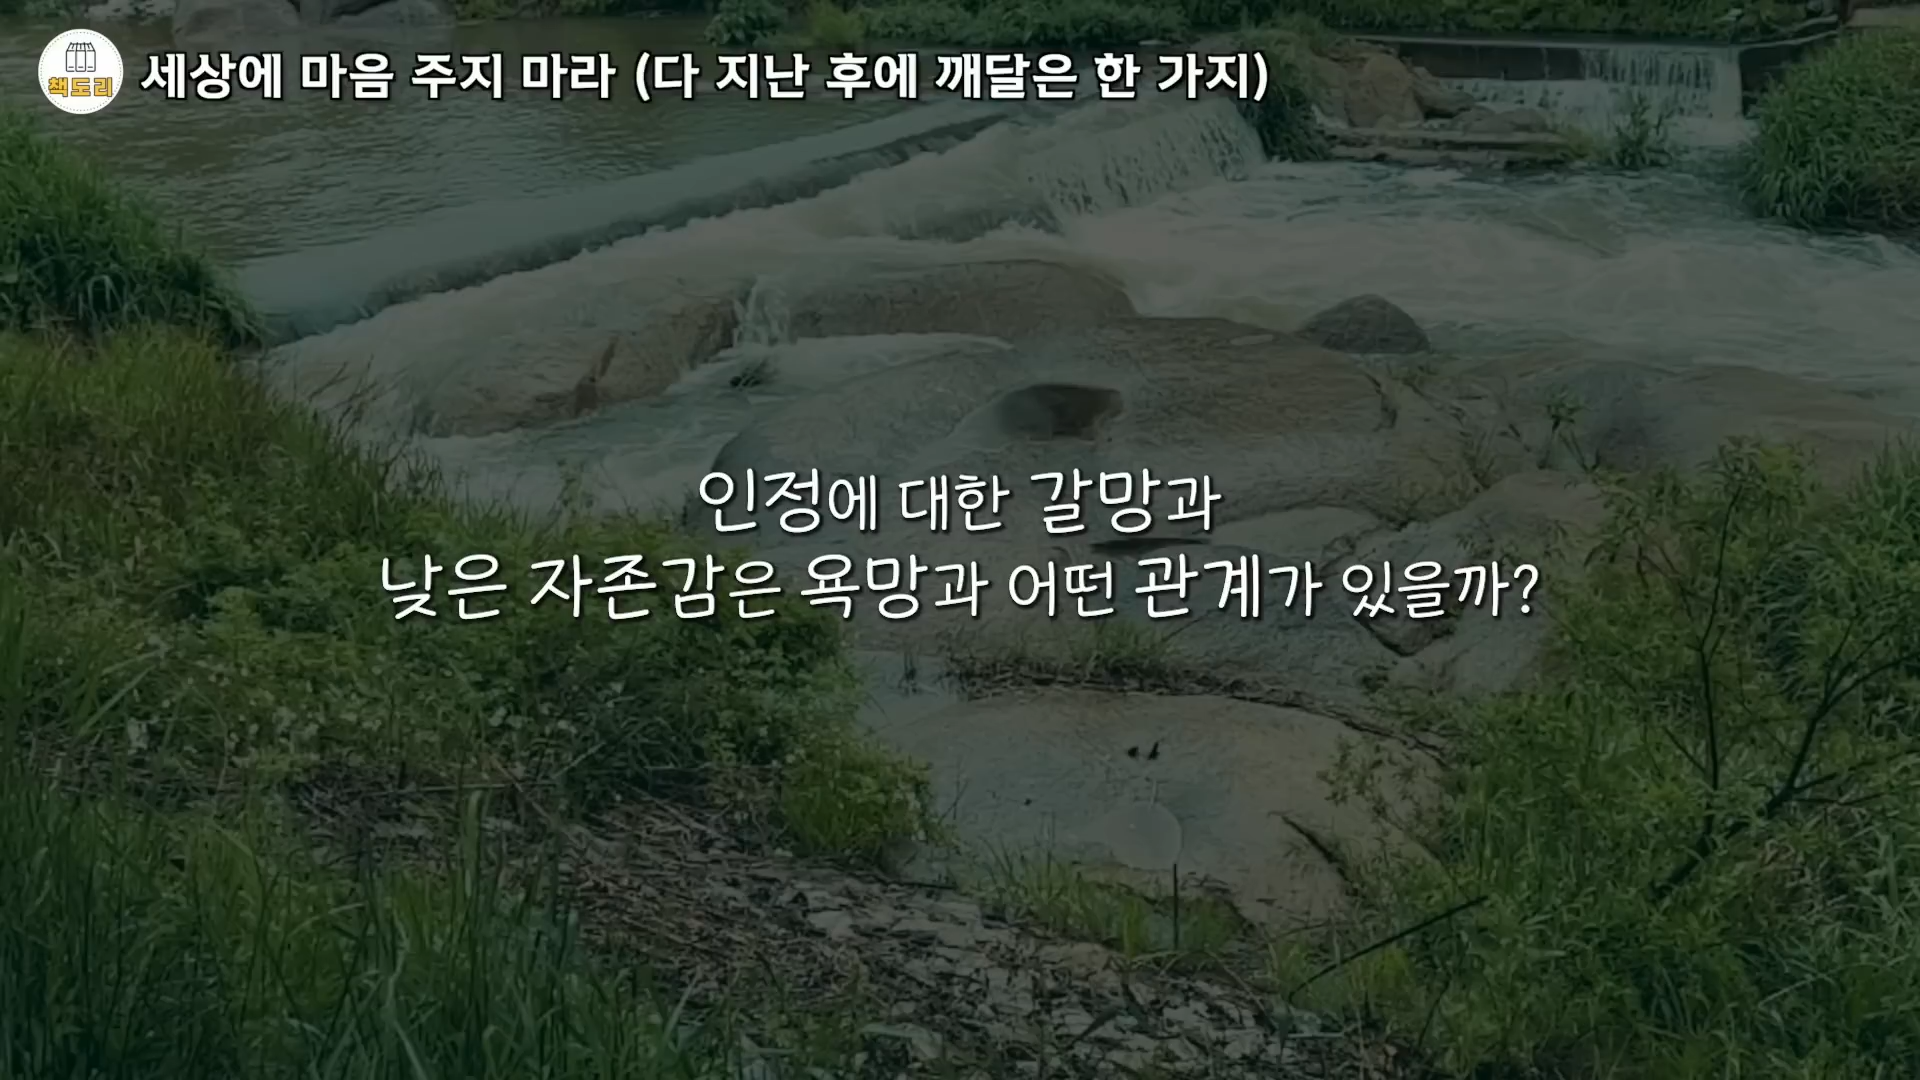 책도리
세상에 마음 주지 마라 (다 지난 후에 깨달은 한 가지)
인정에 대한 갈망과
낮은 자존감은 욕망과 어떤 관계가 있을까?